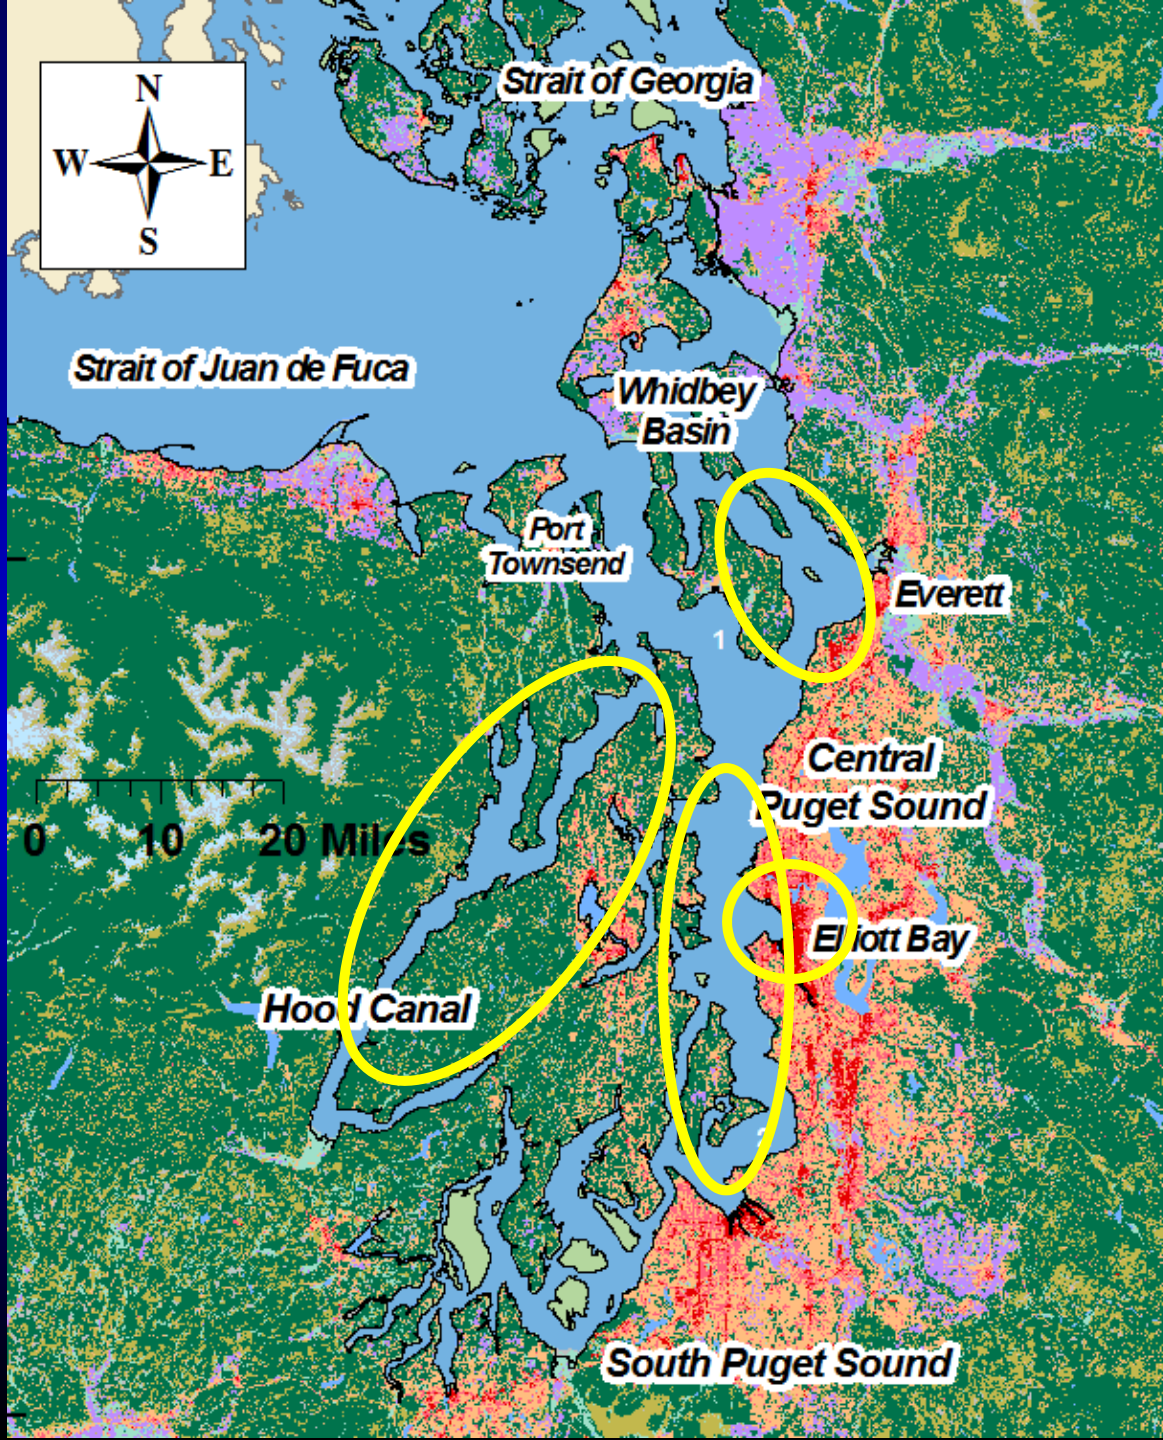 Strait of Georgia
N
W E
S
Strait of Juan de Fuca
Whidbey
Basin
Port
Townsend
Everett
1
Central
Puget Sound
0 10 20 Miles
Elliott Bay
Hood Canal
2
South Puget Sound